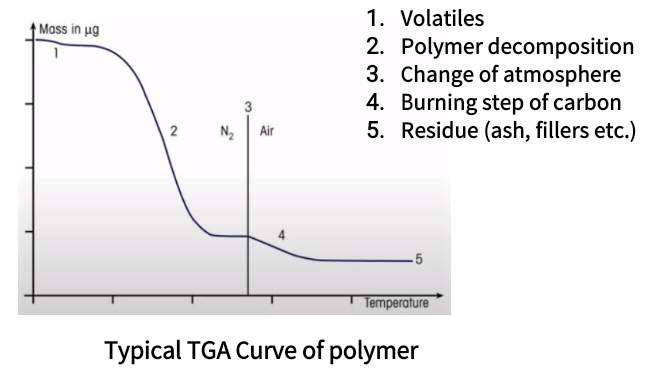 Mass in µg
1
2
3
N₂ Air
4
5
Temperature
1. Volatiles
2. Polymer decomposition
3. Change of atmosphere
4. Burning step of carbon
5. Residue (ash, fillers etc.)
Typical TGA Curve of polymer